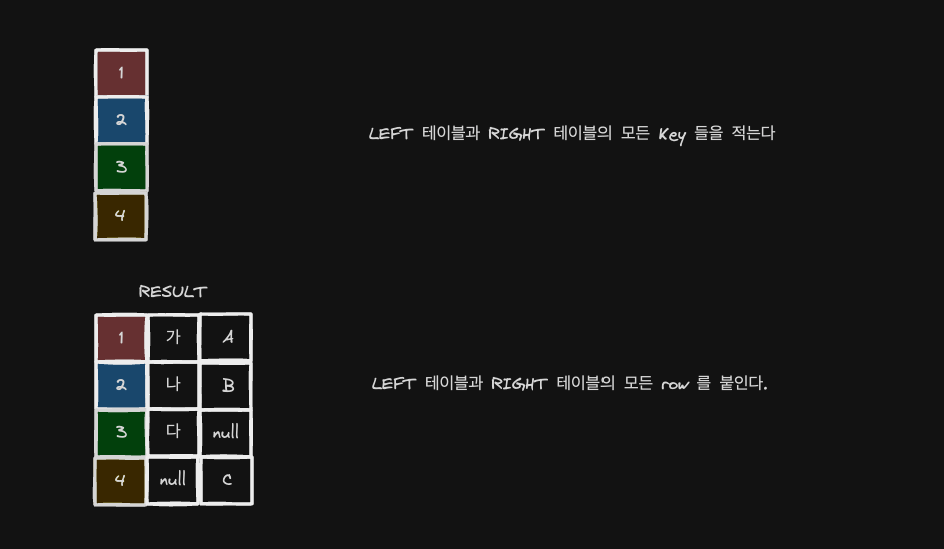 1
2
LEFT 테이블과 RIGHT 테이블의 모든 Key 들을 적는다
3
4
RESULT
1 가 A
2 나 B
LEFT 테이블과 RIGHT 테이블의 모든 row 를 붙인다.
3 다 null
4 null C